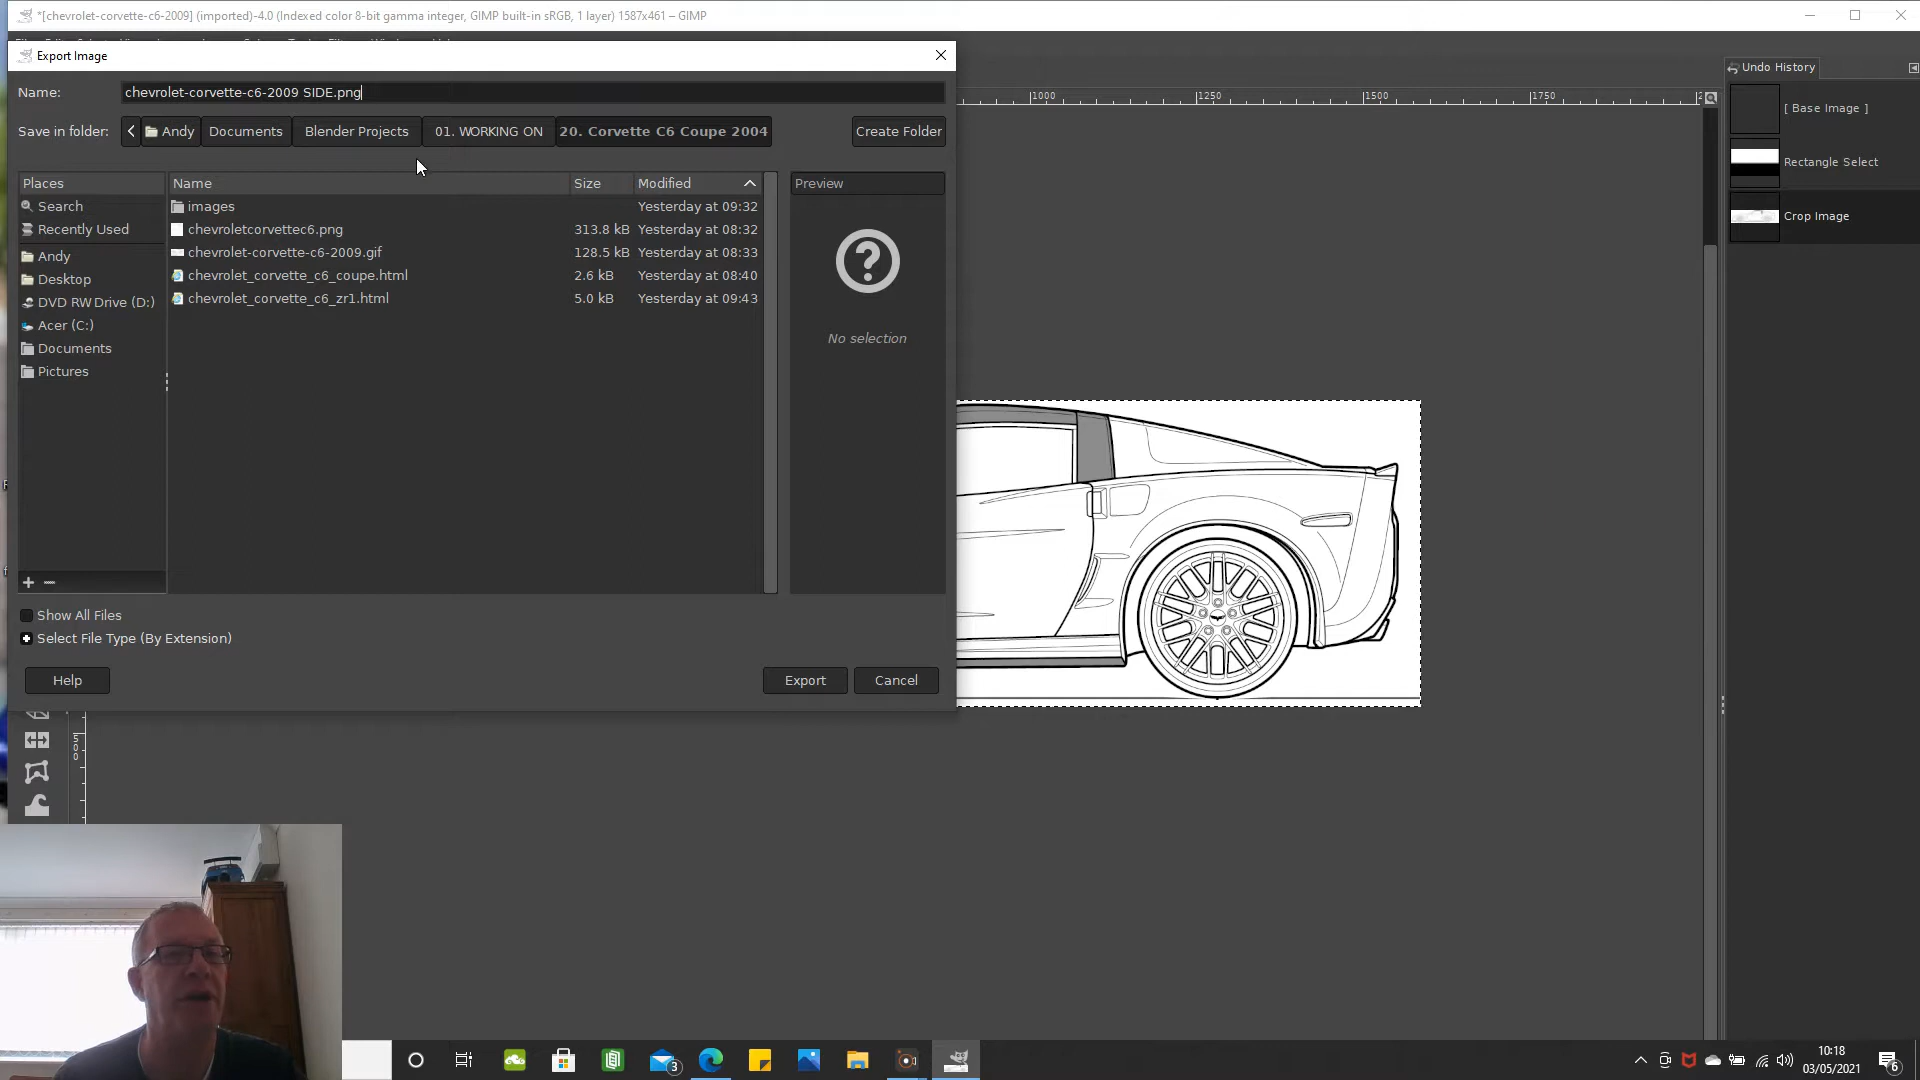 *[chevrolet-corvette-c6-2009] (imported)-4.0 (Indexed color 8-bit gamma integer, GIMP built-in sRGB, 1 layer) 1587x461 – GIMP
Export Image
Name: chevrolet-corvette-c6-2009 SIDE.png
Save in folder: Andy Documents Blender Projects 01. WORKING ON 20. Corvette C6 Coupe 2004 Create Folder
Places Name Size Modified Preview
Search images Yesterday at 09:32
Recently Used chevroletcorvettec6.png 313.8 kB Yesterday at 08:32
Andy chevrolet-corvette-c6-2009.gif 128.5 kB Yesterday at 08:33
Desktop chevrolet_corvette_c6_coupe.html 2.6 kB Yesterday at 08:40
DVD RW Drive (D:) chevrolet_corvette_c6_zr1.html 5.0 kB Yesterday at 09:43
Acer (C:)
Documents
Pictures
No selection
Show All Files
Select File Type (By Extension)
Help Export Cancel
1000 1250 1500 1750
500
Undo History
[ Base Image ]
Rectangle Select
Crop Image
3
10:18
03/05/2021
6